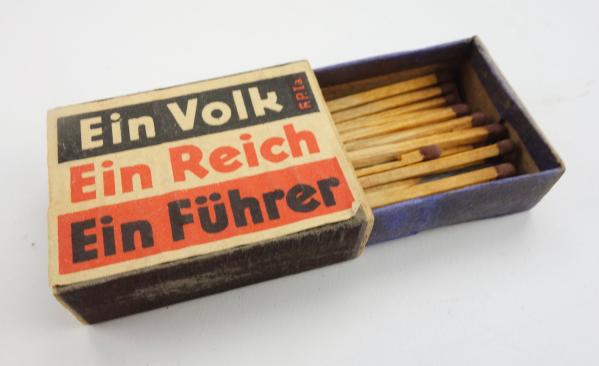 Ein Volk
Ein Reich
Ein Führer